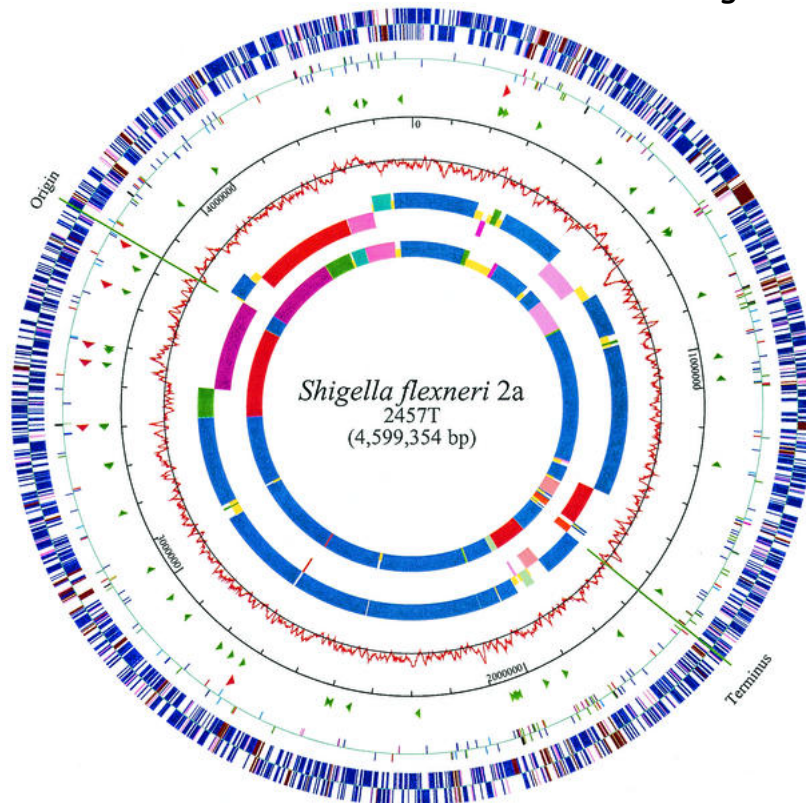 0
Origin
4000000
1000000
Shigella flexneri 2a
2457T
(4,599,354 bp)
3000000
2000000
Terminus